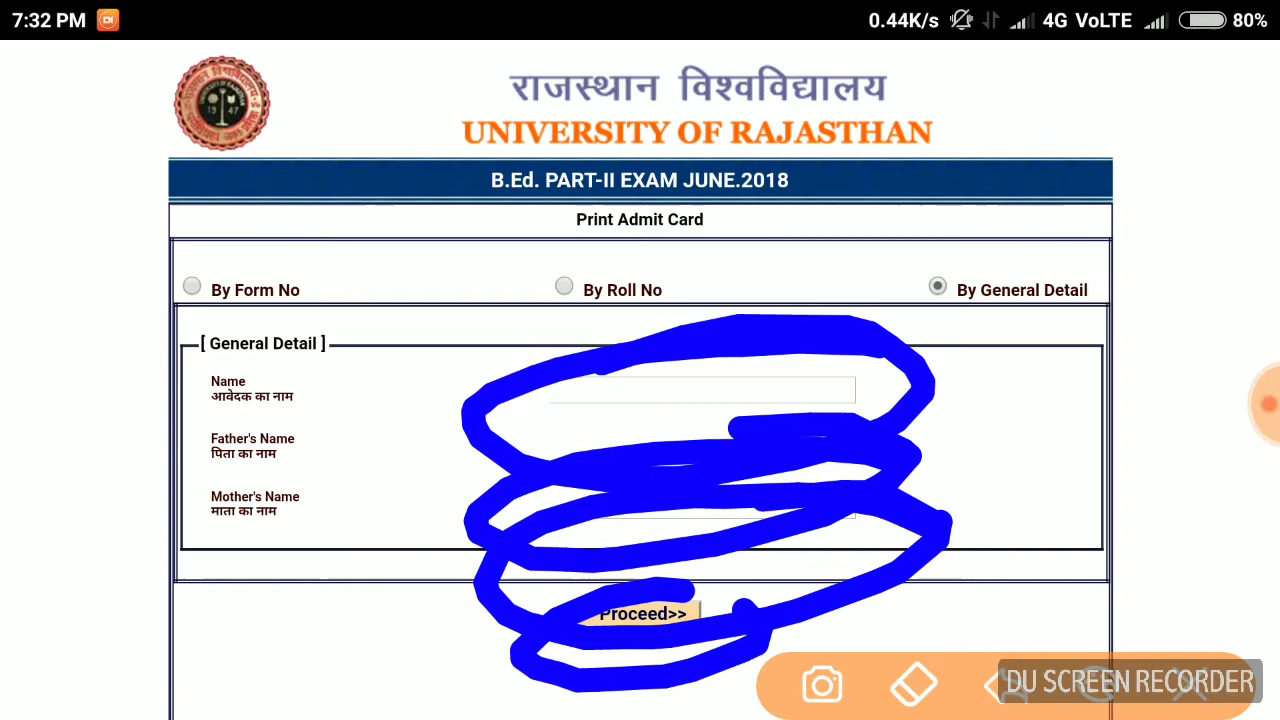 7:32 PM
0.44K/s 4G VoLTE 80%
राजस्थान विश्वविद्यालय
UNIVERSITY OF RAJASTHAN
B.Ed. PART-II EXAM JUNE.2018
Print Admit Card
By Form No By Roll No By General Detail
[ General Detail ]
Name
आवेदक का नाम
Father's Name
पिता का नाम
Mother's Name
माता का नाम
Proceed>>
DU SCREEN RECORDER